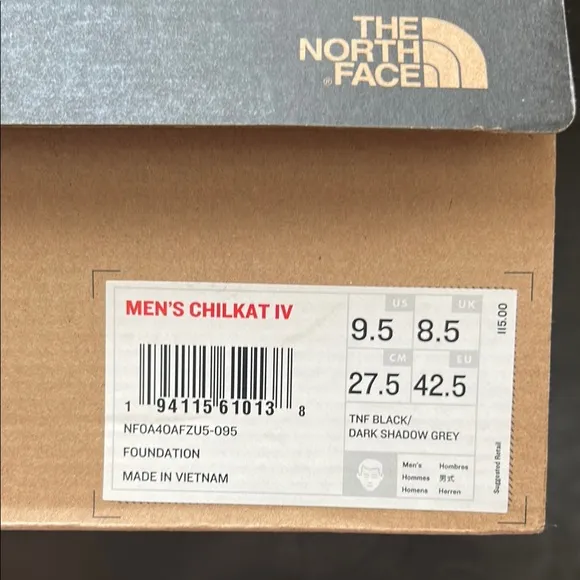 THE
NORTH
FACE
®
MEN'S CHILKAT IV
US
9.5
UK
8.5
CM
27.5
EU
42.5
1 94115 61013 8
NF0A4OAFZU5-095
FOUNDATION
MADE IN VIETNAM
TNF BLACK/
DARK SHADOW GREY
Men's Hombres
Hommes 男式
Homens Herren
115.00
Suggested Retail